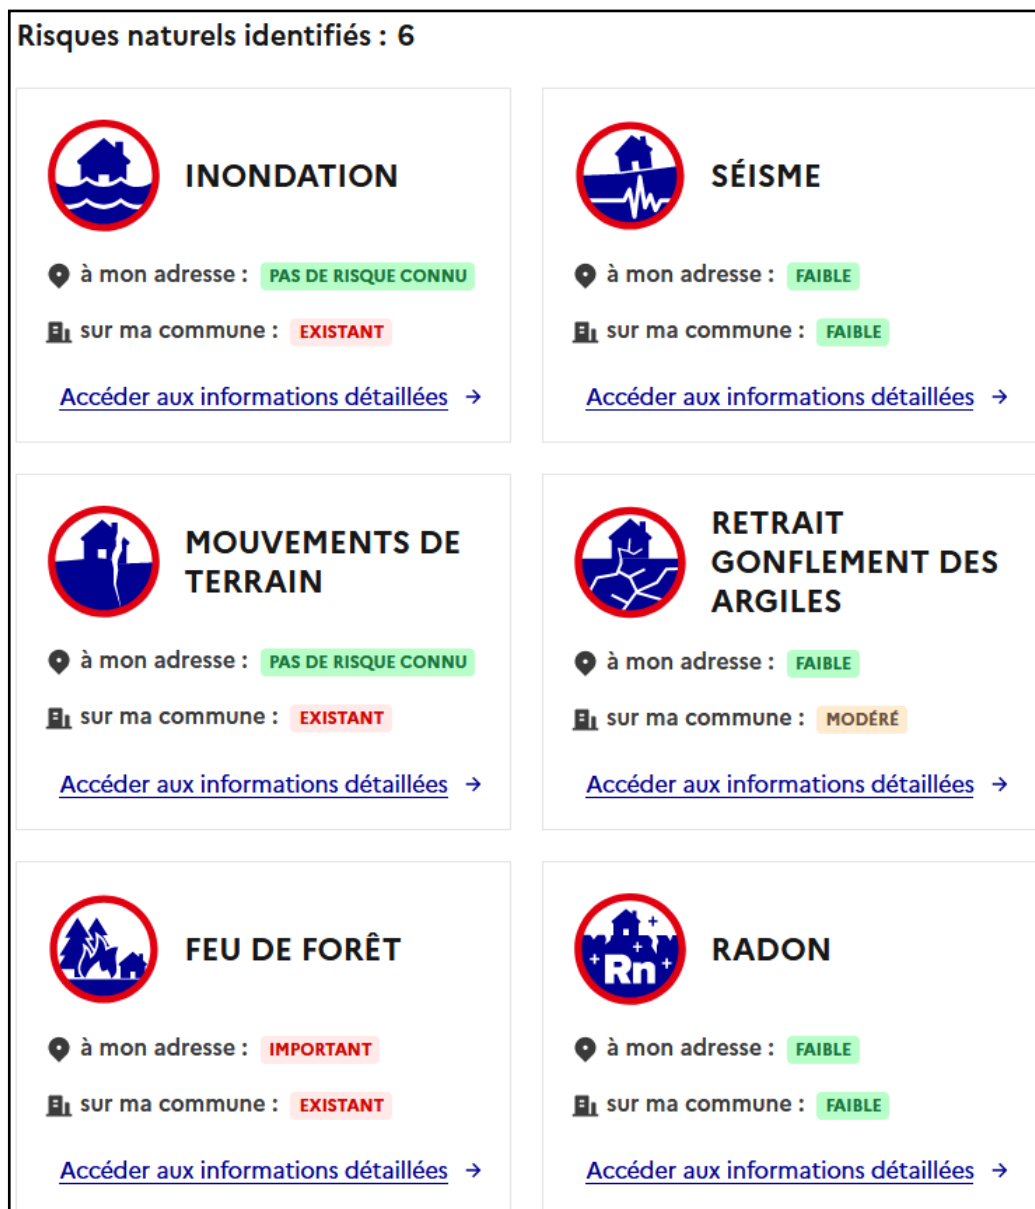 Risques naturels identifiés : 6
INONDATION
à mon adresse : PAS DE RISQUE CONNU
sur ma commune : EXISTANT
Accéder aux informations détaillées →
SÉISME
à mon adresse : FAIBLE
sur ma commune : FAIBLE
Accéder aux informations détaillées →
MOUVEMENTS DE
TERRAIN
à mon adresse : PAS DE RISQUE CONNU
sur ma commune : EXISTANT
Accéder aux informations détaillées →
RETRAIT
GONFLEMENT DES
ARGILES
à mon adresse : FAIBLE
sur ma commune : MODÉRÉ
Accéder aux informations détaillées →
FEU DE FORÊT
à mon adresse : IMPORTANT
sur ma commune : EXISTANT
Accéder aux informations détaillées →
Rn
RADON
à mon adresse : FAIBLE
sur ma commune : FAIBLE
Accéder aux informations détaillées →